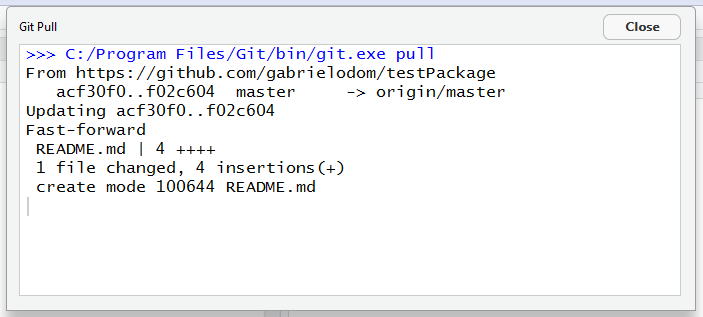 Git Pull
Close
>>> C:/Program Files/Git/bin/git.exe pull
From https://github.com/gabrielodom/testPackage
   acf30f0..f02c604  master     -> origin/master
Updating acf30f0..f02c604
Fast-forward
 README.md | 4 ++++
 1 file changed, 4 insertions(+)
 create mode 100644 README.md